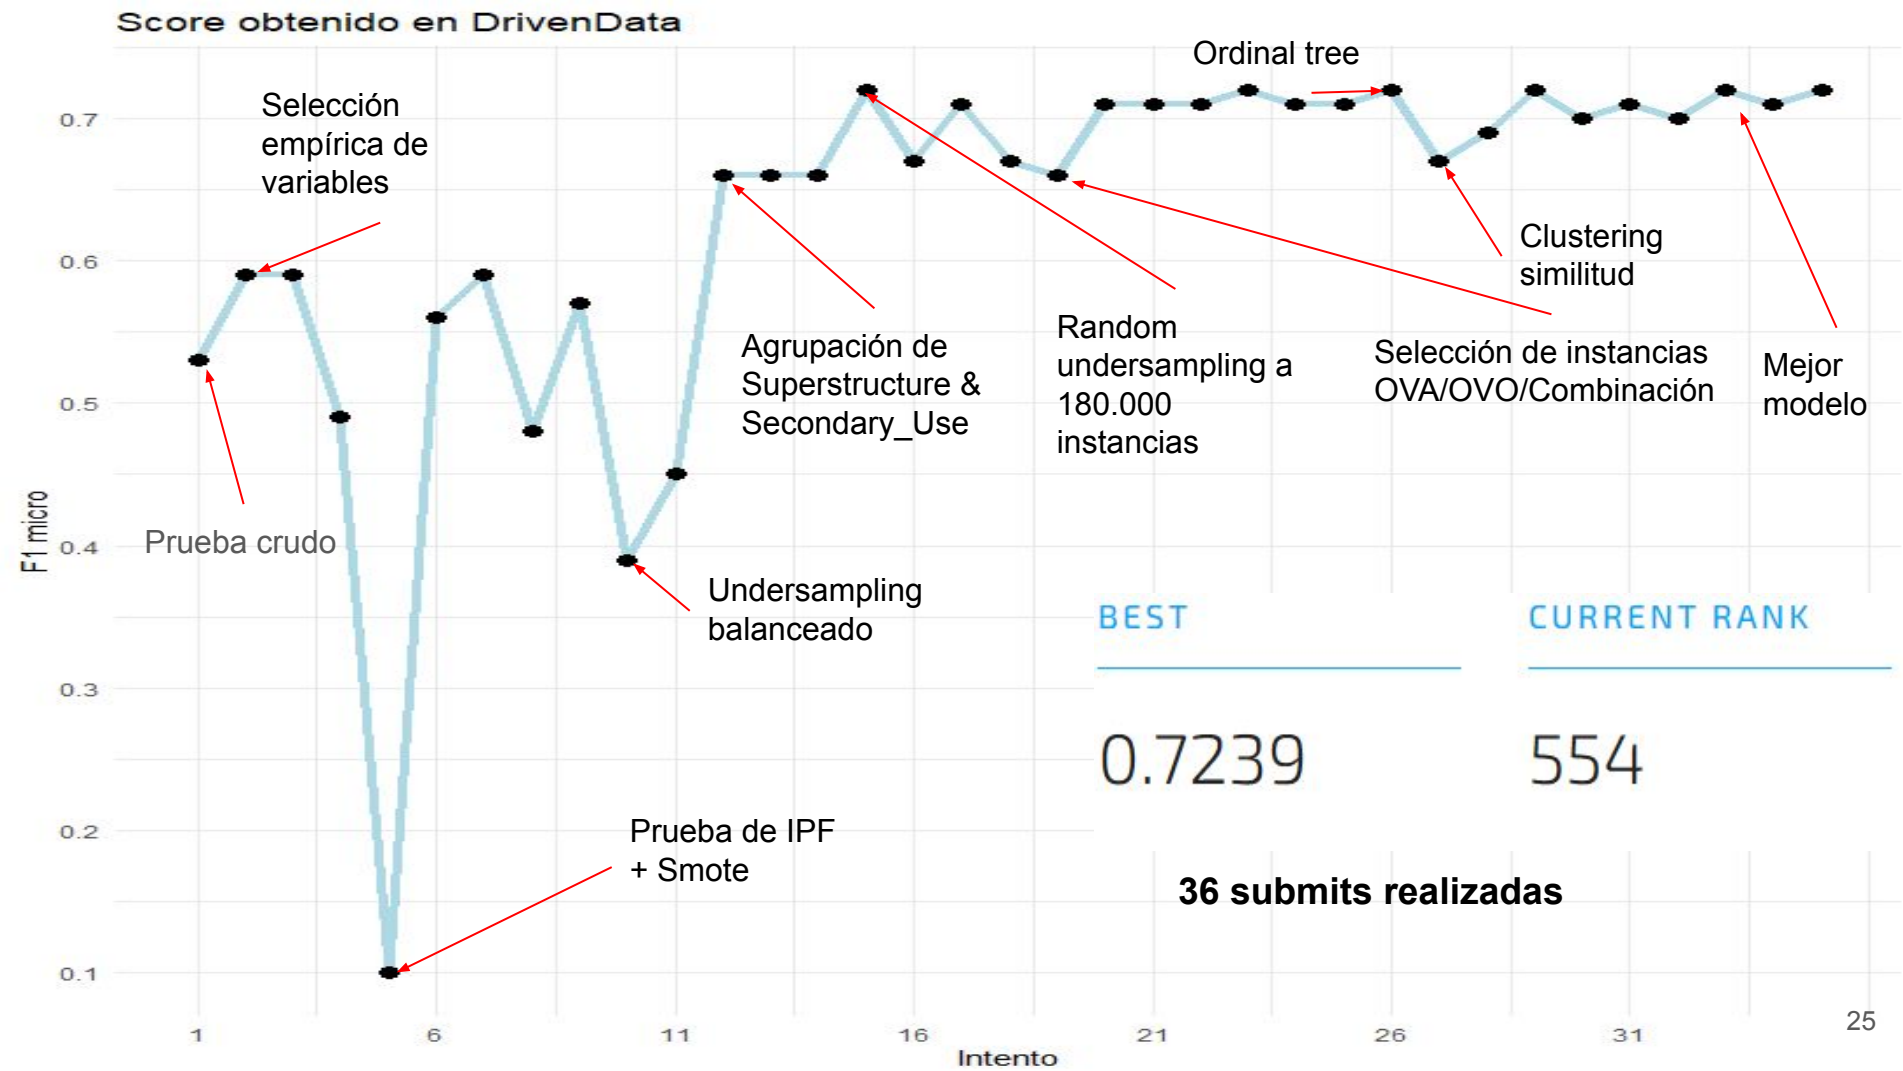 Score obtenido en DrivenData
Ordinal tree
Selección
empírica de
variables
0.7
0.6
0.5
0.4
0.3
0.2
0.1
F1 micro
Clustering
similitud
Agrupación de
Superstructure &
Secondary_Use
Random
undersampling a
180.000
instancias
Selección de instancias
OVA/OVO/Combinación
Mejor
modelo
Prueba crudo
Undersampling
balanceado
BEST
CURRENT RANK
0.7239
554
Prueba de IPF
+ Smote
36 submits realizadas
1
6
11
16
21
26
31
25
Intento